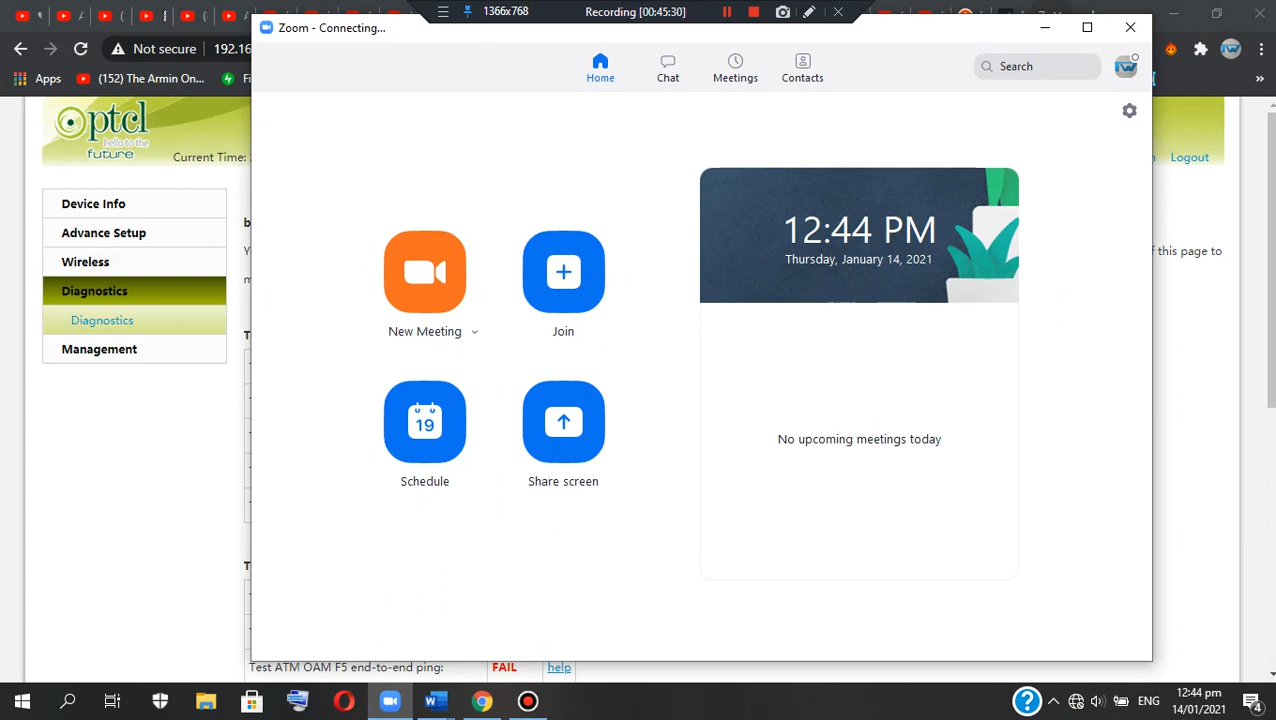 1366x768
Recording [00:45:30]
Zoom - Connecting...
Not secure
192.16
Home
Chat
Meetings
Contacts
Search
Apps
(152) The Armin On...
»
ptcl
hello to the
future
Current Time:
Logout
Device Info
Advance Setup
Wireless
Diagnostics
Diagnostics
Management
of this page to
New Meeting
Join
19
Schedule
Share screen
12:44 PM
Thursday, January 14, 2021
No upcoming meetings today
Test ATM OAM F5 end-to-end ping:
FAIL
help
ENG
12:44 pm
14/01/2021
4